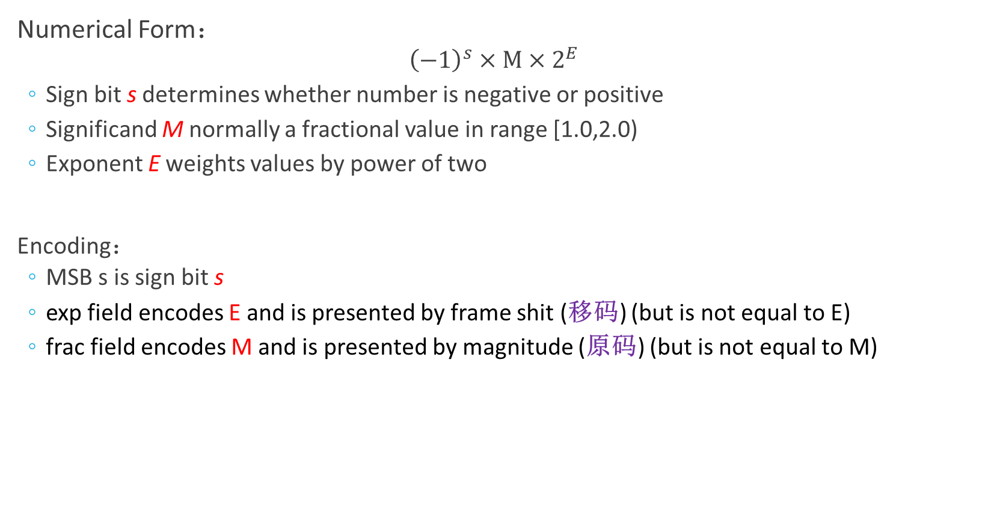 Numerical Form：
(−1)^s × M × 2^E
◦ Sign bit s determines whether number is negative or positive
◦ Significand M normally a fractional value in range [1.0,2.0)
◦ Exponent E weights values by power of two
Encoding：
◦ MSB s is sign bit s
◦ exp field encodes E and is presented by frame shit (移码) (but is not equal to E)
◦ frac field encodes M and is presented by magnitude (原码) (but is not equal to M)